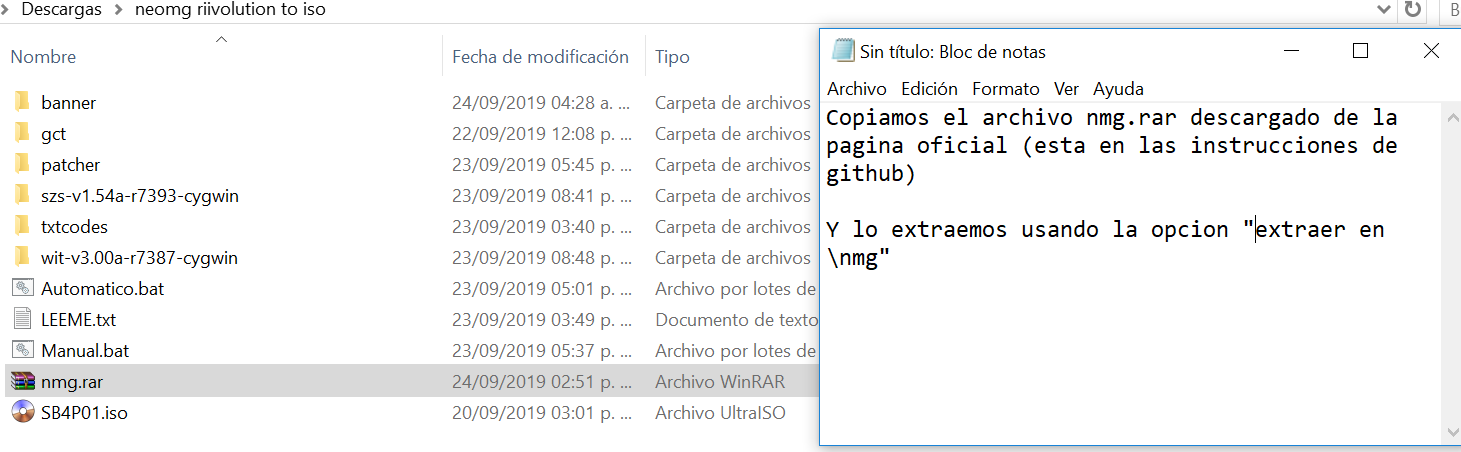 Descargas > neomg riivolution to iso
Nombre Fecha de modificación Tipo
banner 24/09/2019 04:28 a. ... Carpeta de archivos
gct 22/09/2019 12:08 p. ... Carpeta de archivos
patcher 23/09/2019 05:45 p. ... Carpeta de archivos
szs-v1.54a-r7393-cygwin 23/09/2019 08:41 p. ... Carpeta de archivos
txtcodes 23/09/2019 03:40 p. ... Carpeta de archivos
wit-v3.00a-r7387-cygwin 23/09/2019 08:48 p. ... Carpeta de archivos
Automatico.bat 23/09/2019 05:01 p. ... Archivo por lotes de
LEEME.txt 23/09/2019 03:49 p. ... Documento de texto
Manual.bat 23/09/2019 05:37 p. ... Archivo por lotes de
nmg.rar 24/09/2019 02:51 p. ... Archivo WinRAR
SB4P01.iso 20/09/2019 03:01 p. ... Archivo UltraISO
B
Sin título: Bloc de notas
Archivo Edición Formato Ver Ayuda
Copiamos el archivo nmg.rar descargado de la
pagina oficial (esta en las instrucciones de
github)
Y lo extraemos usando la opcion "extraer en
\nmg"